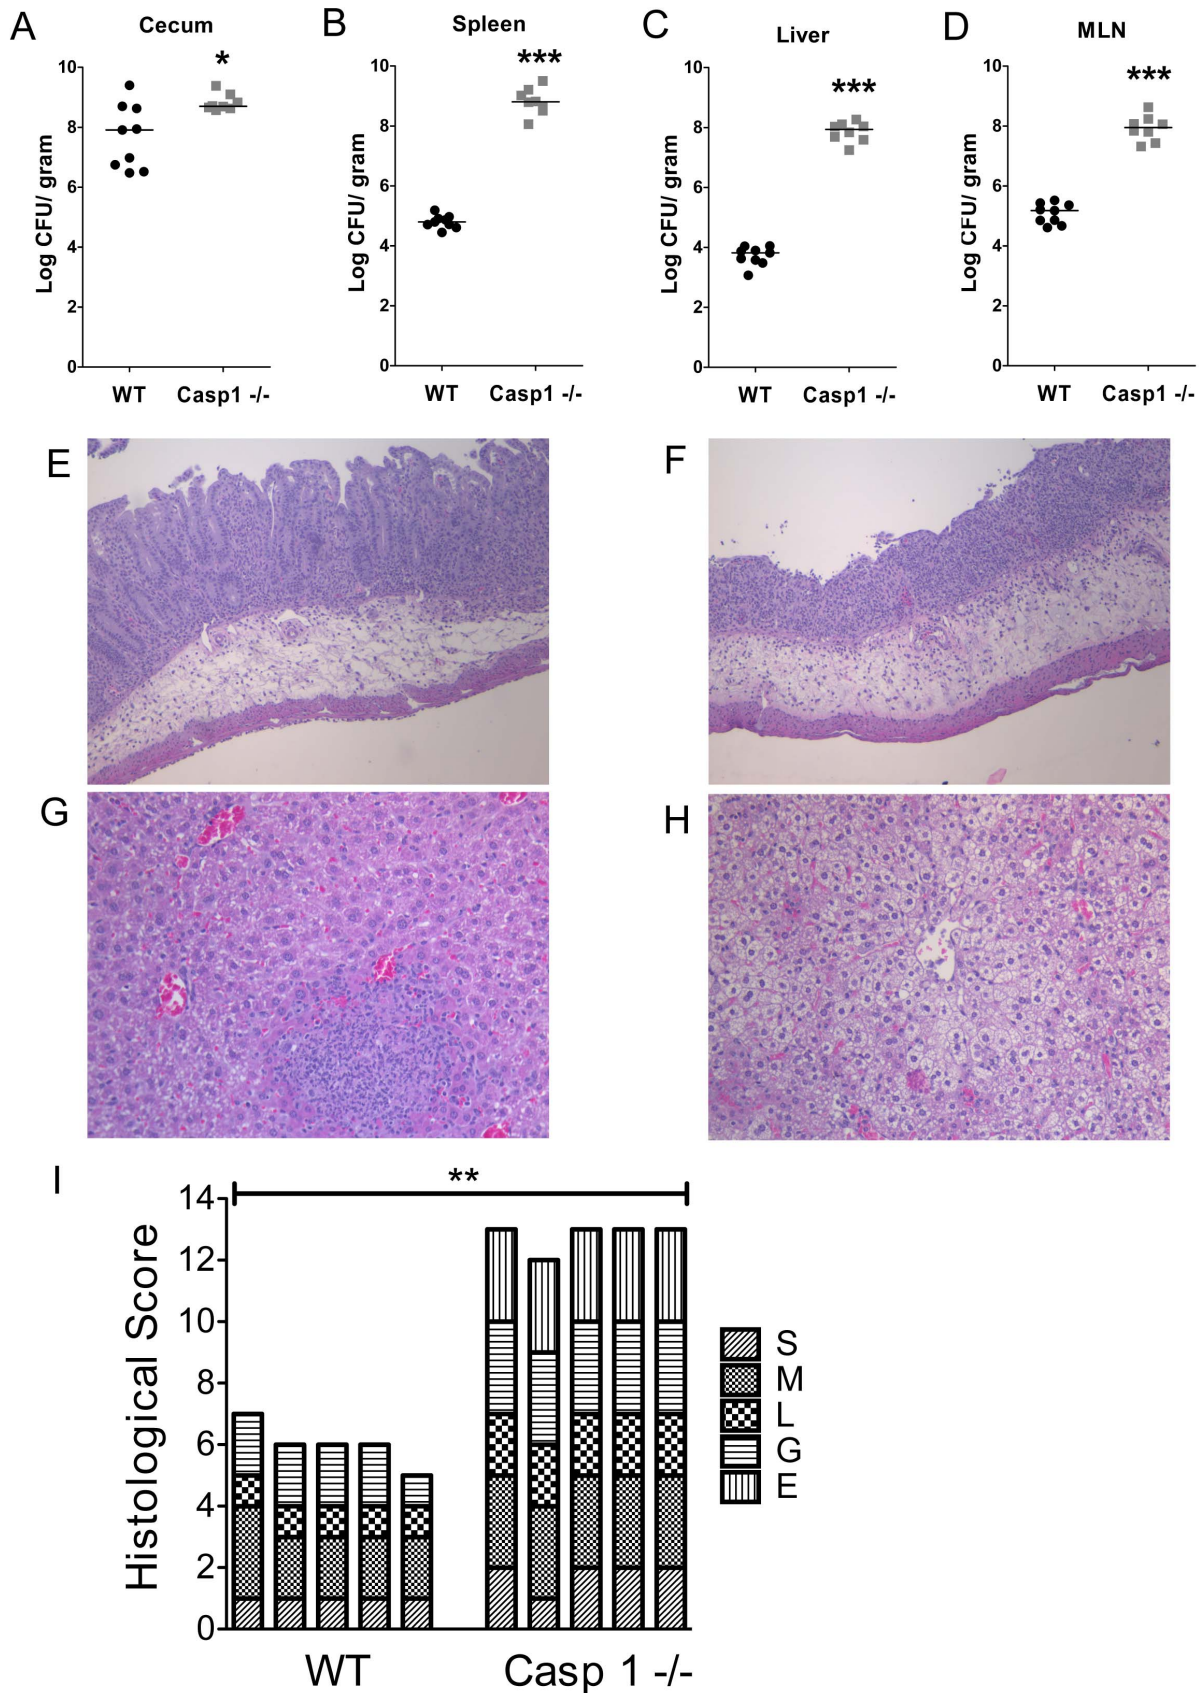 A
Cecum
*
Log CFU/ gram
10
8
6
4
2
0
WT
Casp1 -/-
B
Spleen
***
Log CFU/ gram
10
8
6
4
2
0
WT
Casp1 -/-
C
Liver
***
Log CFU/ gram
10
8
6
4
2
0
WT
Casp1 -/-
D
MLN
***
Log CFU/ gram
10
8
6
4
2
0
WT
Casp1 -/-
E
F
G
H
I
**
Histological Score
14
12
10
8
6
4
2
0
WT
Casp 1 -/-
S
M
L
G
E